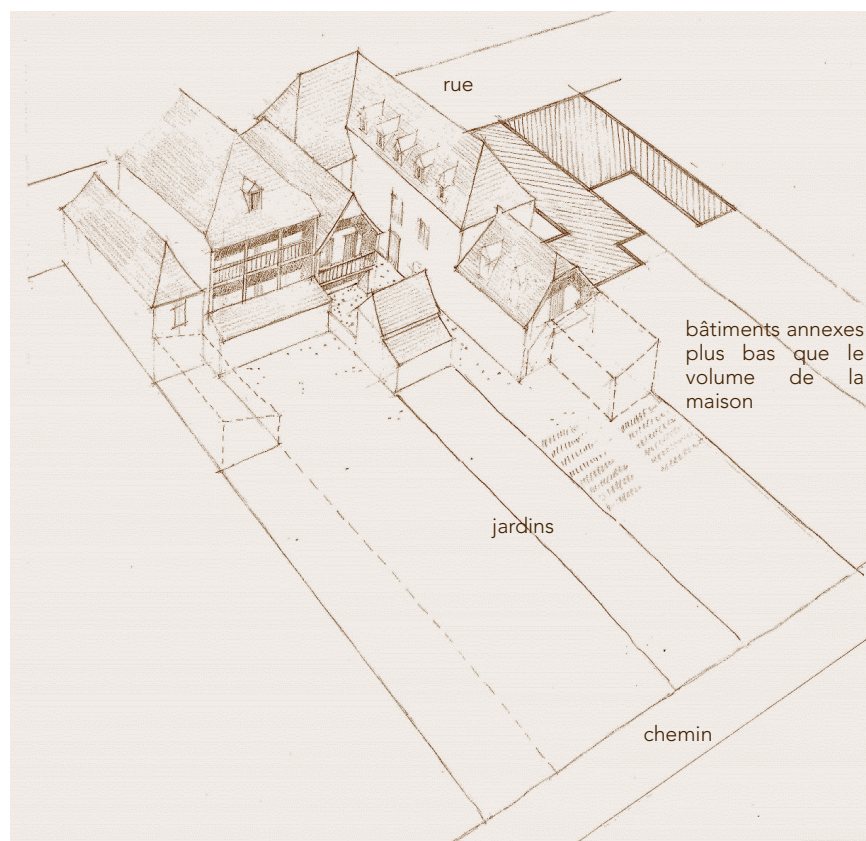 rue
bâtiments annexes
plus bas que le
volume de la
maison
jardins
chemin